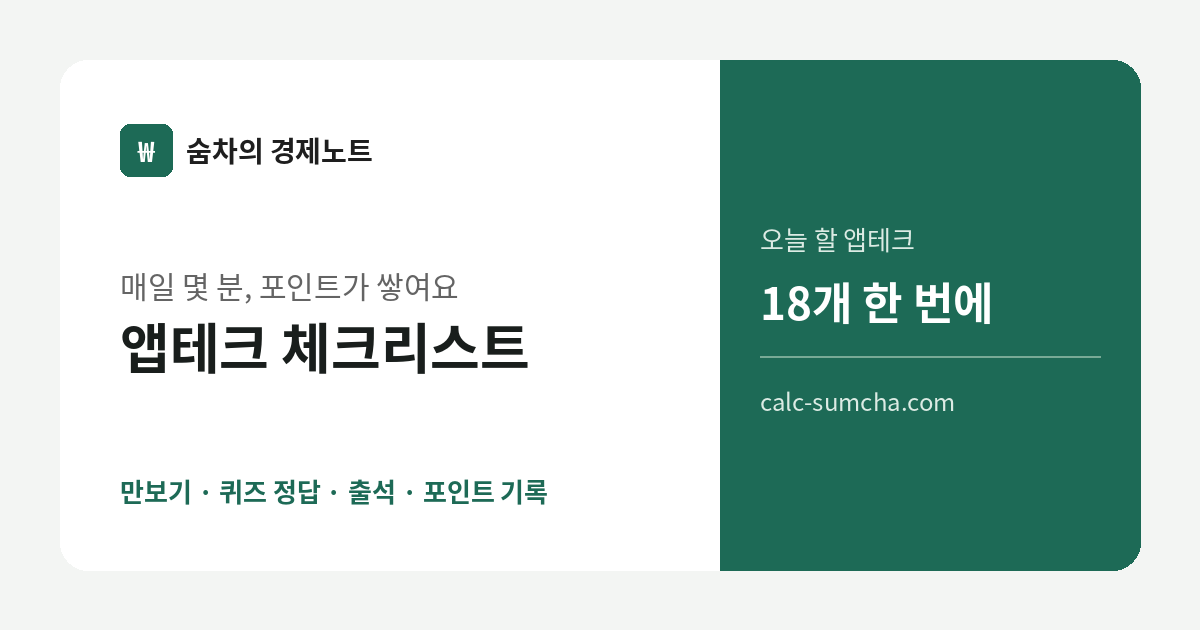 ₩ 숨차의 경제노트
매일 몇 분, 포인트가 쌓여요
앱테크 체크리스트
만보기 · 퀴즈 정답 · 출석 · 포인트 기록
오늘 할 앱테크
18개 한 번에
calc-sumcha.com